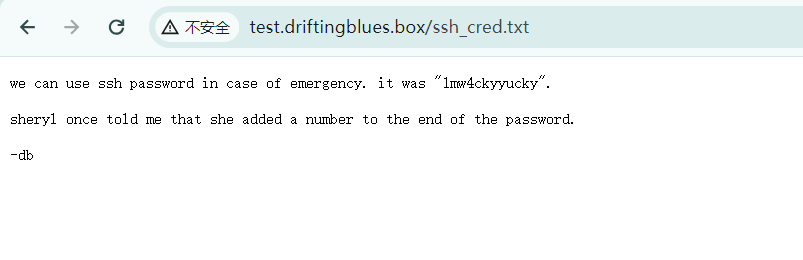 不安全 test.driftingblues.box/ssh_cred.txt
we can use ssh password in case of emergency. it was "1mw4ckyyucky".
sheryl once told me that she added a number to the end of the password.
-db